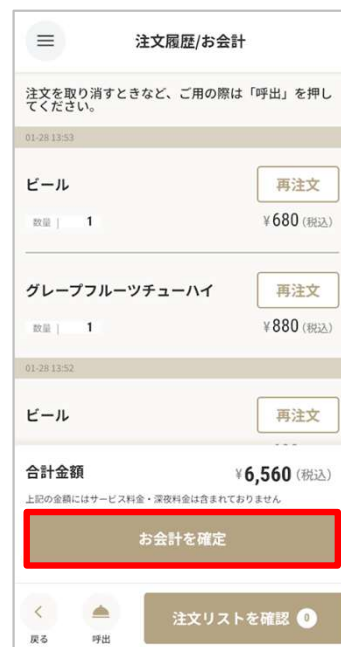 注文履歴/お会計
注文を取り消すときなど、ご用の際は「呼出」を押し
てください。
01-28 13:53
ビール
再注文
数量 | 1
¥680 (税込)
グレープフルーツチューハイ
再注文
数量 | 1
¥880 (税込)
01-28 13:52
ビール
再注文
合計金額
¥6,560 (税込)
上記の金額にはサービス料金・深夜料金は含まれておりません
お会計を確定
戻る
呼出
注文リストを確認 0